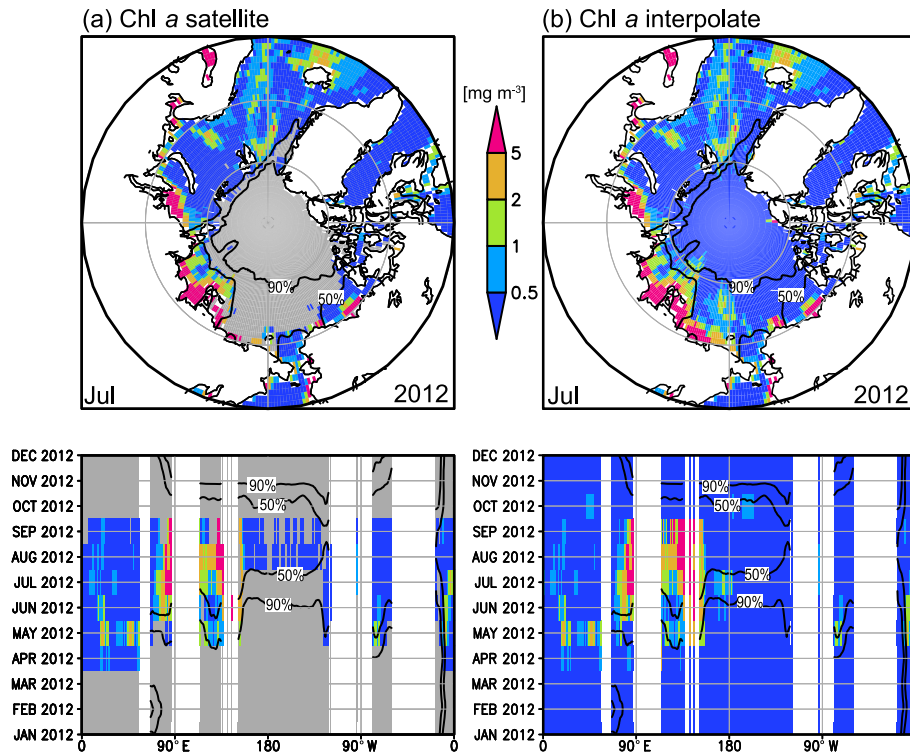 (a) Chl a satellite
(b) Chl a interpolate
[mg m⁻³]
5
2
1
0.5
90%
50%
Jul
2012
90%
50%
Jul
2012
DEC 2012
NOV 2012
OCT 2012
SEP 2012
AUG 2012
JUL 2012
JUN 2012
MAY 2012
APR 2012
MAR 2012
FEB 2012
JAN 2012
90%
50%
50%
90%
0
90°E
180
90°W
0
DEC 2012
NOV 2012
OCT 2012
SEP 2012
AUG 2012
JUL 2012
JUN 2012
MAY 2012
APR 2012
MAR 2012
FEB 2012
JAN 2012
90%
50%
50%
90%
0
90°E
180
90°W
0